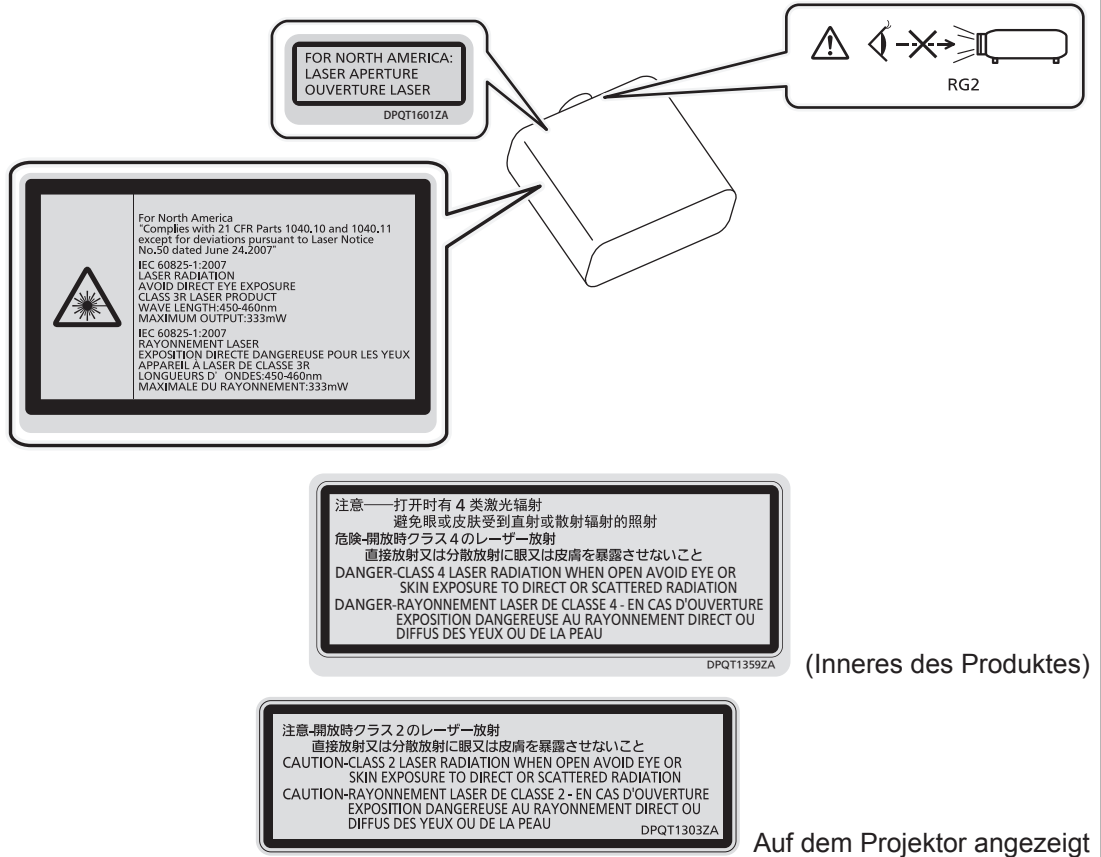 FOR NORTH AMERICA:
LASER APERTURE
OUVERTURE LASER
DPQT1601ZA
RG2
For North America
"Complies with 21 CFR Parts 1040.10 and 1040.11
except for deviations pursuant to Laser Notice
No.50 dated June 24.2007"
IEC 60825-1:2007
LASER RADIATION
AVOID DIRECT EYE EXPOSURE
CLASS 3R LASER PRODUCT
WAVE LENGTH:450-460nm
MAXIMUM OUTPUT:333mW
IEC 60825-1:2007
RAYONNEMENT LASER
EXPOSITION DIRECTE DANGEREUSE POUR LES YEUX
APPAREIL À LASER DE CLASSE 3R
LONGUEURS D' ONDES:450-460nm
MAXIMALE DU RAYONNEMENT:333mW
注意——打开时有 4 类激光辐射
避免眼或皮肤受到直射或散射辐射的照射
危険-開放時クラス4のレーザー放射
直接放射又は分散放射に眼又は皮膚を暴露させないこと
DANGER-CLASS 4 LASER RADIATION WHEN OPEN AVOID EYE OR
SKIN EXPOSURE TO DIRECT OR SCATTERED RADIATION
DANGER-RAYONNEMENT LASER DE CLASSE 4 - EN CAS D'OUVERTURE
EXPOSITION DANGEREUSE AU RAYONNEMENT DIRECT OU
DIFFUS DES YEUX OU DE LA PEAU
DPQT1359ZA
(Inneres des Produktes)
注意-開放時クラス2のレーザー放射
直接放射又は分散放射に眼又は皮膚を暴露させないこと
CAUTION-CLASS 2 LASER RADIATION WHEN OPEN AVOID EYE OR
SKIN EXPOSURE TO DIRECT OR SCATTERED RADIATION
CAUTION-RAYONNEMENT LASER DE CLASSE 2 - EN CAS D'OUVERTURE
EXPOSITION DANGEREUSE AU RAYONNEMENT DIRECT OU
DIFFUS DES YEUX OU DE LA PEAU
DPQT1303ZA
Auf dem Projektor angezeigt